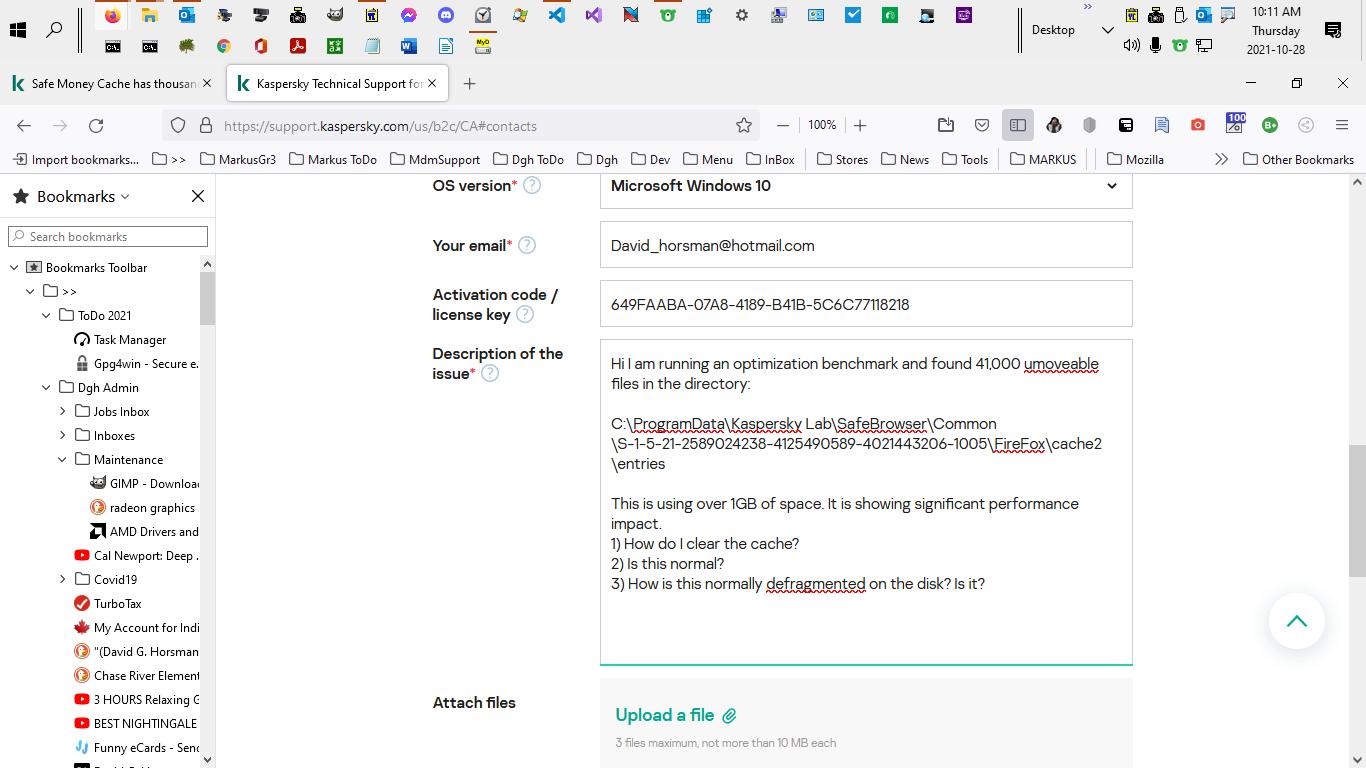 10:11 AM
Desktop
Thursday
2021-10-28
Safe Money Cache has thousan
Kaspersky Technical Support for
https://support.kaspersky.com/us/b2c/CA#contacts
100%
100
Import bookmarks...
>>
MarkusGr3
Markus ToDo
MdmSupport
Dgh ToDo
Dgh
Dev
Menu
InBox
Stores
News
Tools
MARKUS
Mozilla
Other Bookmarks
Bookmarks
Search bookmarks
Bookmarks Toolbar
>>
ToDo 2021
Task Manager
Gpg4win - Secure e.
Dgh Admin
Jobs Inbox
Inboxes
Maintenance
GIMP - Downloa
radeon graphics
AMD Drivers and
Cal Newport: Deep .
Covid19
TurboTax
My Account for Indi
"(David G. Horsman
Chase River Element
3 HOURS Relaxing G
BEST NIGHTINGALE
Funny eCards - Send
OS version* ?
Microsoft Windows 10
Your email* ?
David_horsman@hotmail.com
Activation code /
license key ?
649FAABA-07A8-4189-B41B-5C6C77118218
Description of the
issue* ?
Hi I am running an optimization benchmark and found 41,000 umoveable
files in the directory:
C:\ProgramData\Kaspersky Lab\SafeBrowser\Common
\S-1-5-21-2589024238-4125490589-4021443206-1005\FireFox\cache2
\entries
This is using over 1GB of space. It is showing significant performance
impact.
1) How do I clear the cache?
2) Is this normal?
3) How is this normally defragmented on the disk? Is it?
Attach files
Upload a file
3 files maximum, not more than 10 MB each